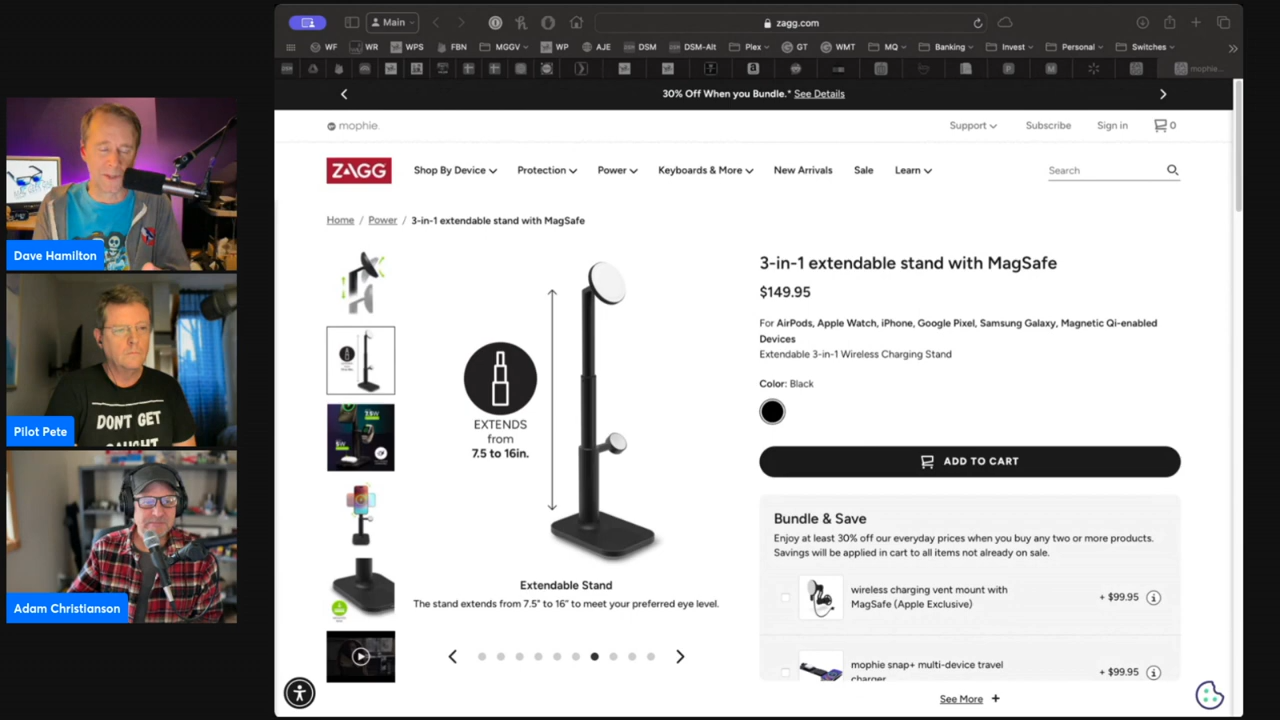 Main
zagg.com
WF
WR
WPS
FBN
MGGV
WP
AJE
DSM
DSM-Alt
Plex
GT
WMT
MQ
Banking
Invest
Personal
Switches
mophie...
30% Off When you Bundle.* See Details
mophie.
Support
Subscribe
Sign in
0
ZAGG
Shop By Device
Protection
Power
Keyboards & More
New Arrivals
Sale
Learn
Search
Home / Power / 3-in-1 extendable stand with MagSafe
EXTENDS
from
7.5 to 16in.
Extendable Stand
The stand extends from 7.5" to 16" to meet your preferred eye level.
3-in-1 extendable stand with MagSafe
$149.95
For AirPods, Apple Watch, iPhone, Google Pixel, Samsung Galaxy, Magnetic Qi-enabled
Devices
Extendable 3-in-1 Wireless Charging Stand
Color: Black
ADD TO CART
Bundle & Save
Enjoy at least 30% off our everyday prices when you buy any two or more products.
Savings will be applied in cart to all items not already on sale.
wireless charging vent mount with
MagSafe (Apple Exclusive)
+ $99.95
mophie snap+ multi-device travel
charger
+ $99.95
See More +
Dave Hamilton
DON'T GET
CAUGHT
Pilot Pete
Adam Christianson